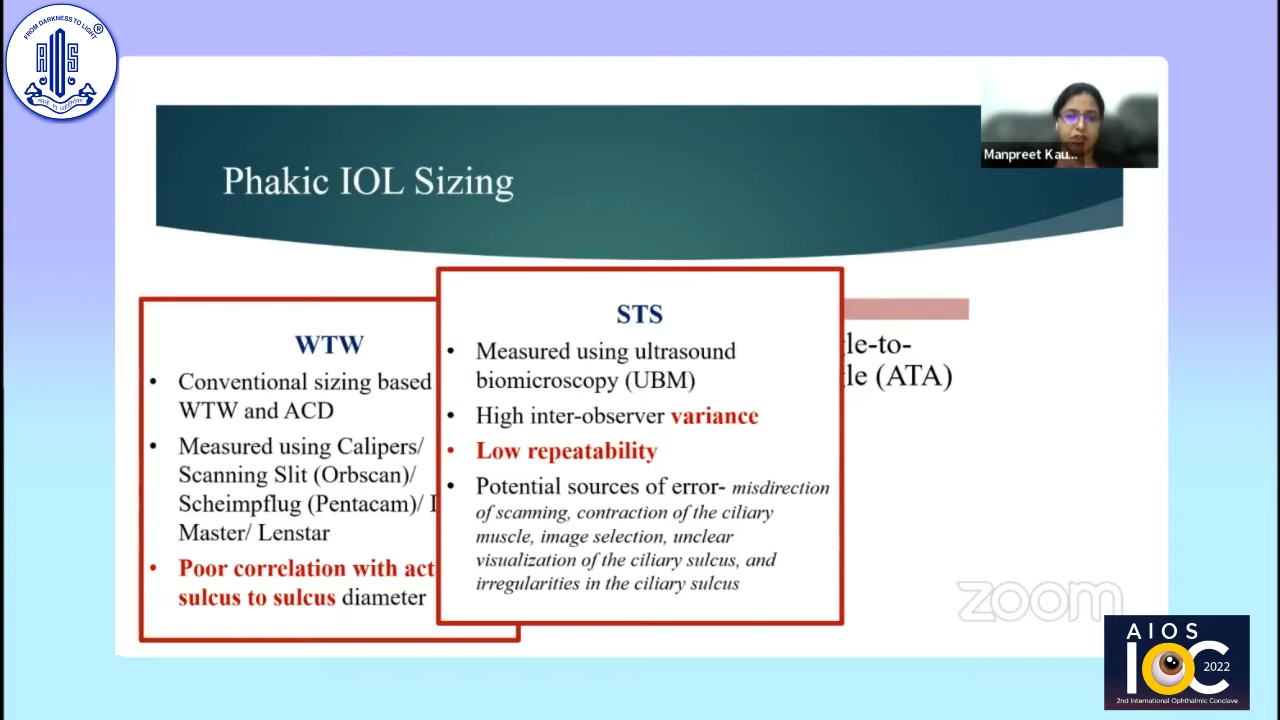 FROM DARKNESS TO LIGHT
AIOS
Manpreet Kau...
Phakic IOL Sizing
WTW
• Conventional sizing based
WTW and ACD
• Measured using Calipers/
Scanning Slit (Orbscan)/
Scheimpflug (Pentacam)/
Master/ Lenstar
• Poor correlation with act
sulcus to sulcus diameter
STS
• Measured using ultrasound
biomicroscopy (UBM)
• High inter-observer variance
• Low repeatability
• Potential sources of error- misdirection
of scanning, contraction of the ciliary
muscle, image selection, unclear
visualization of the ciliary sulcus, and
irregularities in the ciliary sulcus
gle-to-
gle (ATA)
zoom
AIOS
IOC
2022
2nd International Ophthalmic Conclave